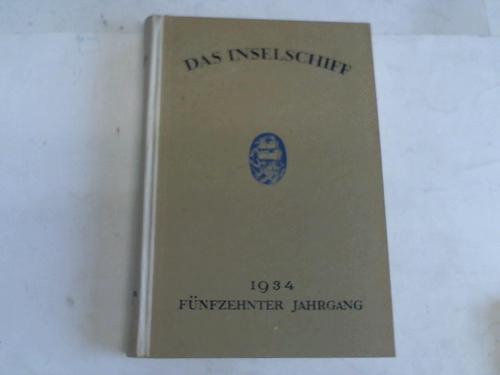 DAS INSELSCHIFF
1934
FÜNFZEHNTER JAHRGANG